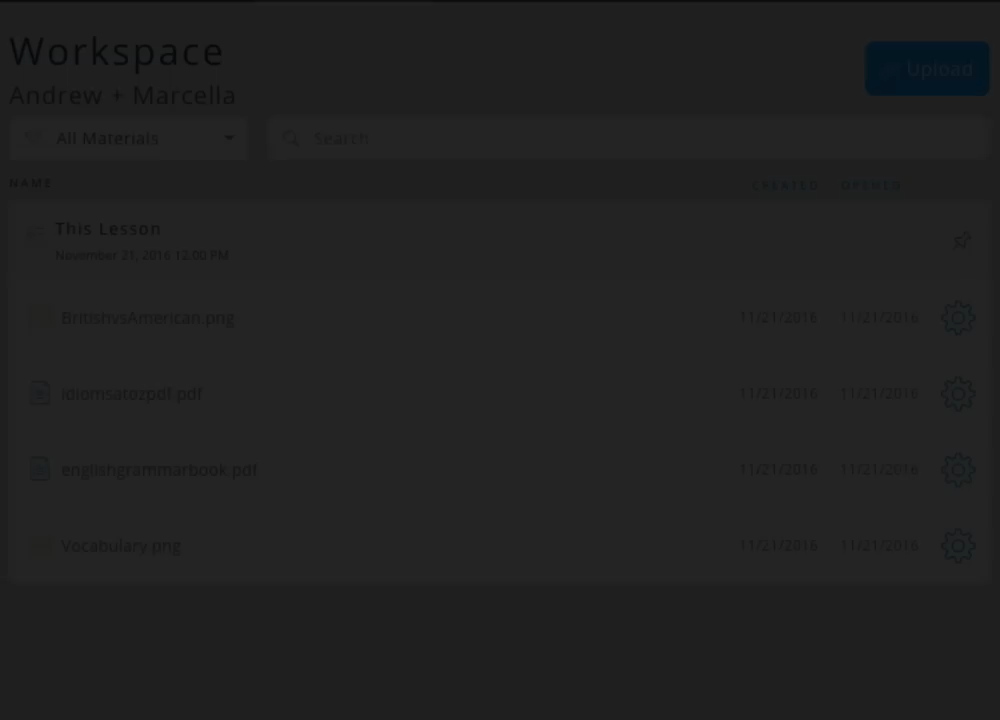 Workspace
Upload
Andrew + Marcella
All Materials
Search
NAME
CREATED
OPENED
This Lesson
November 21, 2016 12:00 PM
BritishvsAmerican.png
11/21/2016
11/21/2016
idiomsatozpdf.pdf
11/21/2016
11/21/2016
englishgrammarbook.pdf
11/21/2016
11/21/2016
Vocabulary.png
11/21/2016
11/21/2016